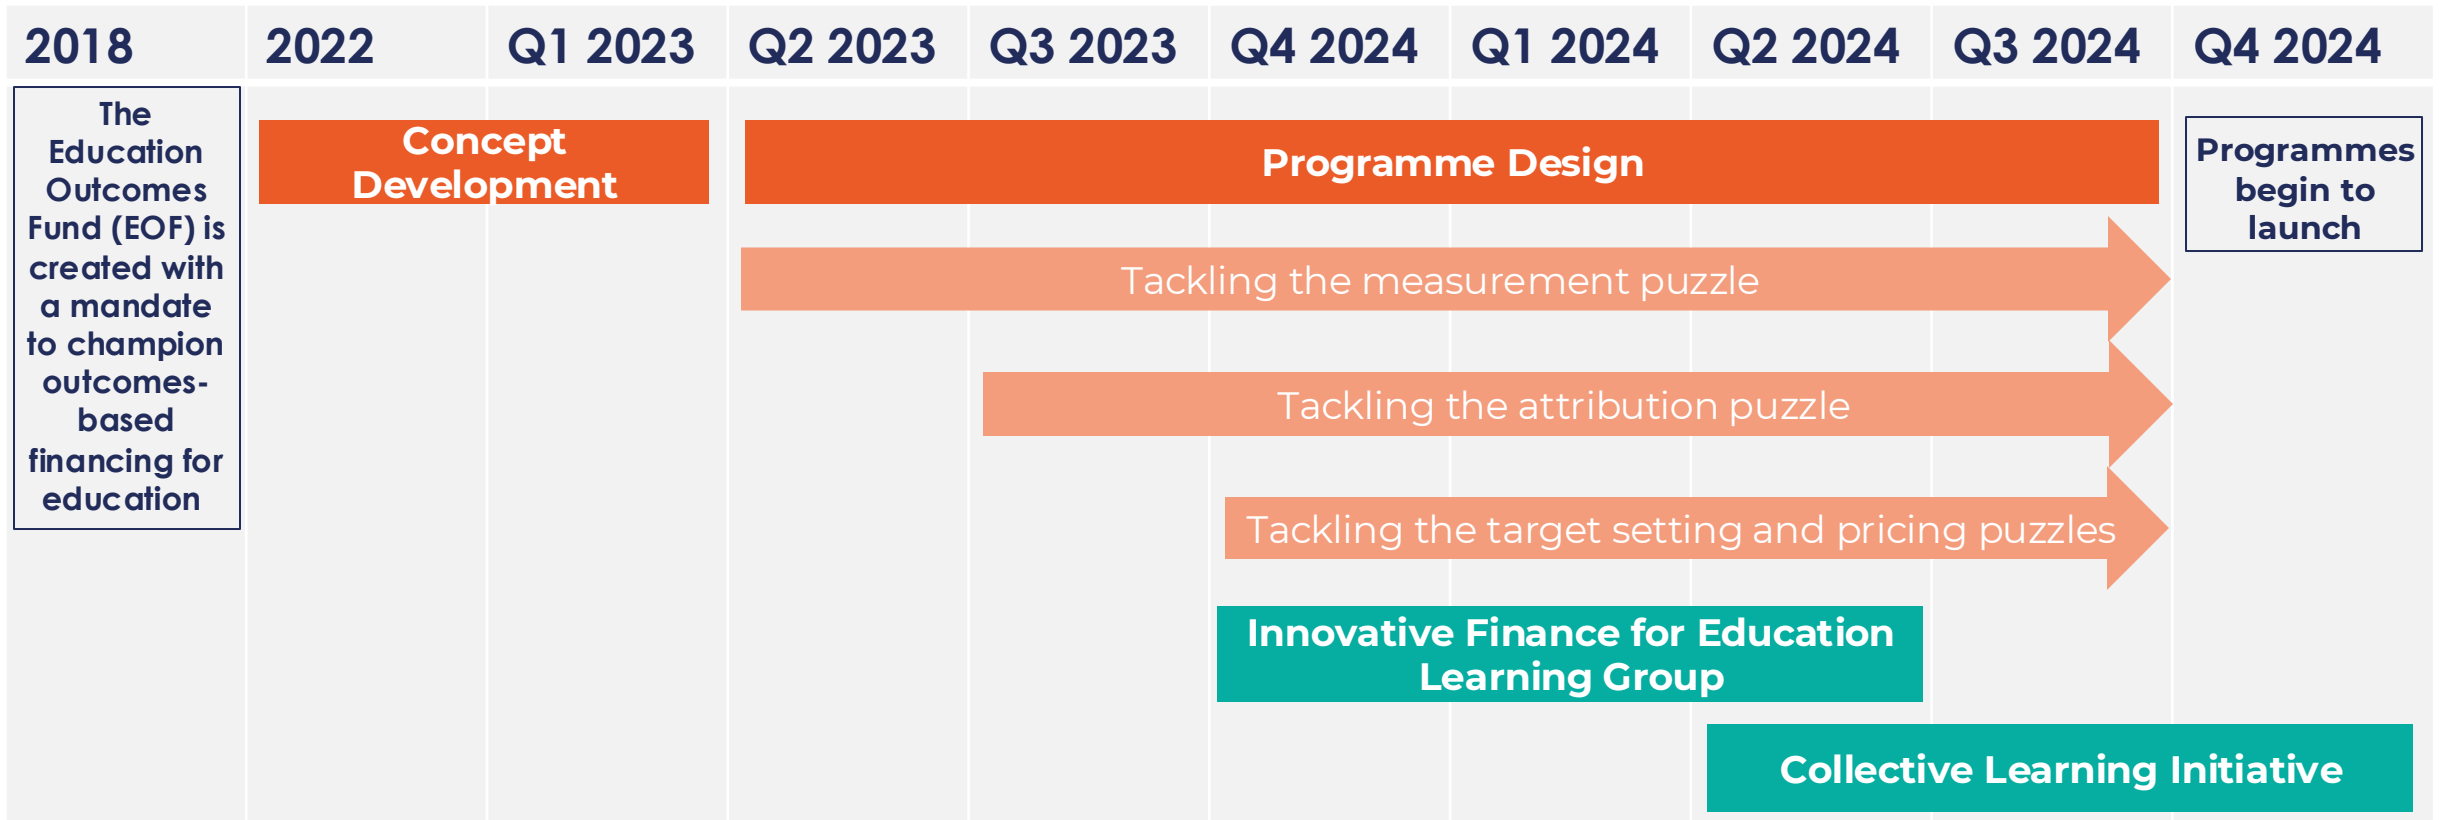 2018 2022 Q1 2023 Q2 2023 Q3 2023 Q4 2024 Q1 2024 Q2 2024 Q3 2024 Q4 2024
The
Education
Outcomes
Fund (EOF) is
created with
a mandate
to champion
outcomes-
based
financing for
education
Concept
Development
Programme Design
Programmes
begin to
launch
Tackling the measurement puzzle
Tackling the attribution puzzle
Tackling the target setting and pricing puzzles
Innovative Finance for Education
Learning Group
Collective Learning Initiative